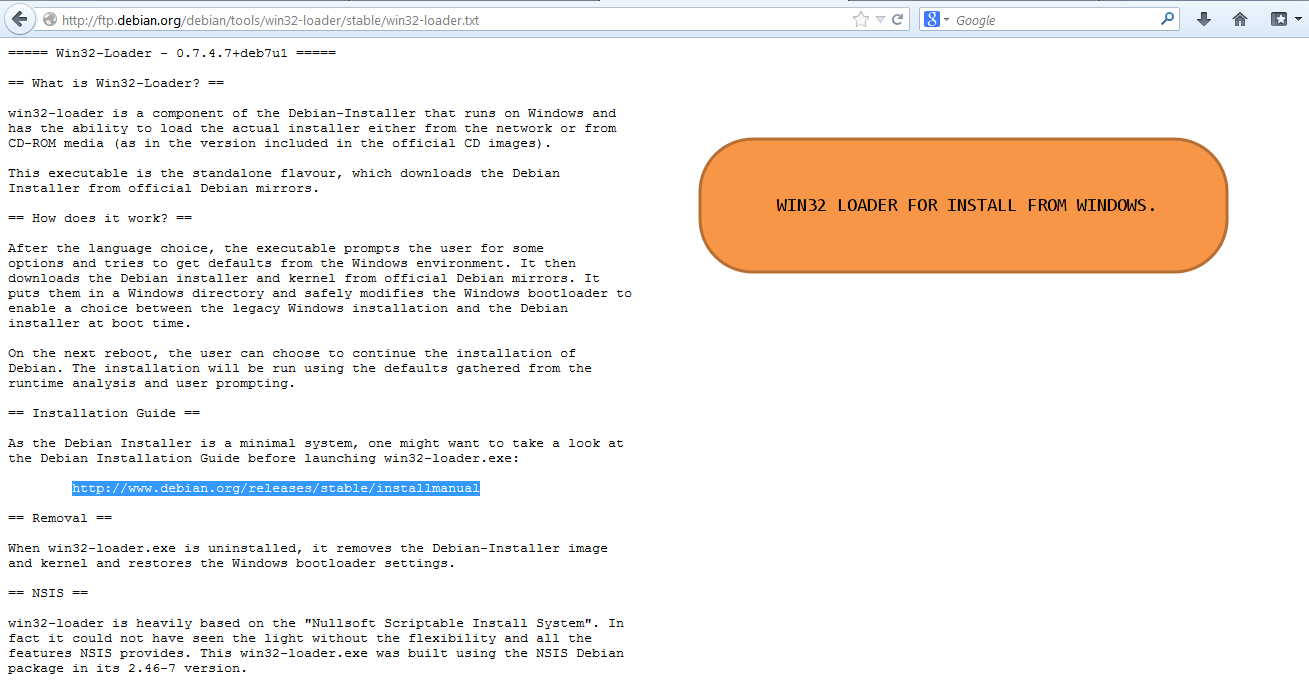 http://ftp.debian.org/debian/tools/win32-loader/stable/win32-loader.txt
8
Google
===== Win32-Loader - 0.7.4.7+deb7u1 =====
== What is Win32-Loader? ==
win32-loader is a component of the Debian-Installer that runs on Windows and
has the ability to load the actual installer either from the network or from
CD-ROM media (as in the version included in the official CD images).
This executable is the standalone flavour, which downloads the Debian
Installer from official Debian mirrors.
== How does it work? ==
After the language choice, the executable prompts the user for some
options and tries to get defaults from the Windows environment. It then
downloads the Debian installer and kernel from official Debian mirrors. It
puts them in a Windows directory and safely modifies the Windows bootloader to
enable a choice between the legacy Windows installation and the Debian
installer at boot time.
On the next reboot, the user can choose to continue the installation of
Debian. The installation will be run using the defaults gathered from the
runtime analysis and user prompting.
== Installation Guide ==
As the Debian Installer is a minimal system, one might want to take a look at
the Debian Installation Guide before launching win32-loader.exe:
http://www.debian.org/releases/stable/installmanual
== Removal ==
When win32-loader.exe is uninstalled, it removes the Debian-Installer image
and kernel and restores the Windows bootloader settings.
== NSIS ==
win32-loader is heavily based on the "Nullsoft Scriptable Install System". In
fact it could not have seen the light without the flexibility and all the
features NSIS provides. This win32-loader.exe was built using the NSIS Debian
package in its 2.46-7 version.
WIN32 LOADER FOR INSTALL FROM WINDOWS.